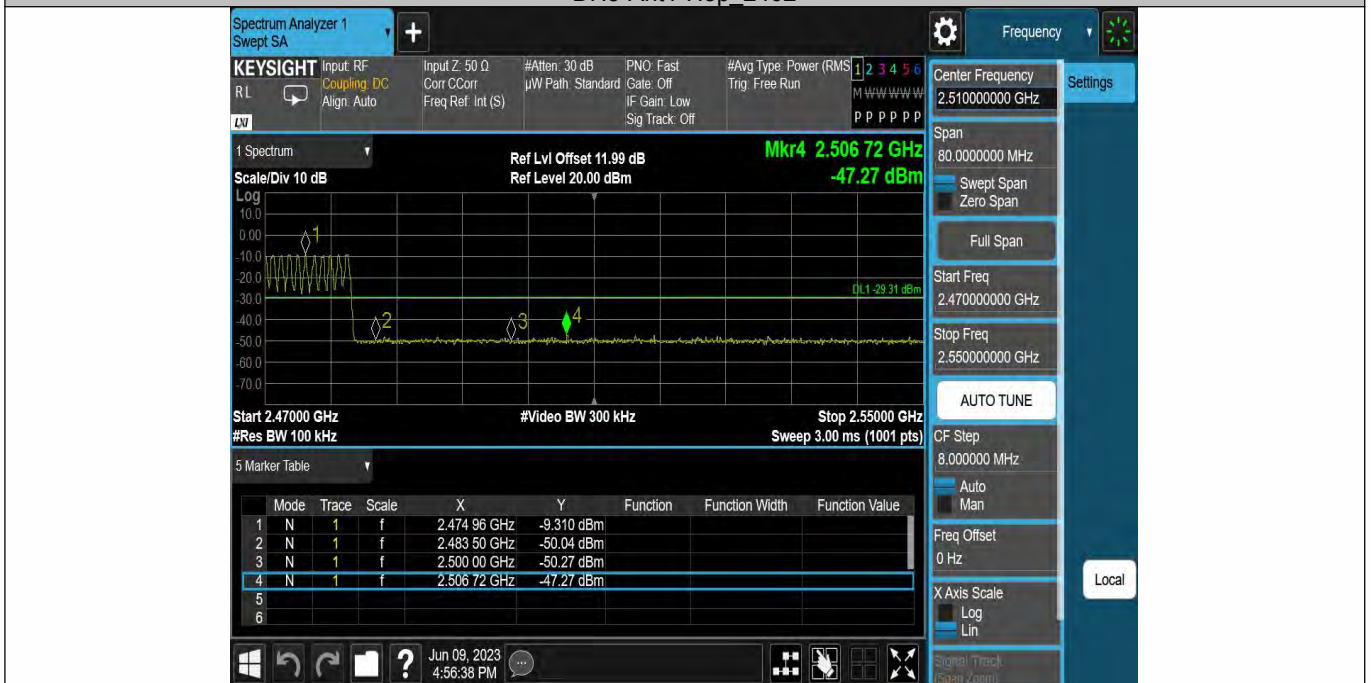 Spectrum Analyzer 1
Swept SA
+
Frequency
KEYSIGHT
RL
LXI
Input: RF
Coupling: DC
Align: Auto
Input Z: 50 Ω
Corr CCorr
Freq Ref: Int (S)
#Atten: 30 dB
µW Path: Standard
PNO: Fast
Gate: Off
IF Gain: Low
Sig Track: Off
#Avg Type: Power (RMS
Trig: Free Run
1 2 3 4 5 6
M W W W W W
P P P P P P
Center Frequency
2.510000000 GHz
Settings
1 Spectrum
Scale/Div 10 dB
Ref Lvl Offset 11.99 dB
Ref Level 20.00 dBm
Mkr4 2.506 72 GHz
-47.27 dBm
Log
10.0
0.00
-10.0
-20.0
-30.0
-40.0
-50.0
-60.0
-70.0
1
2
3
4
DL1 -29.31 dBm
Start 2.47000 GHz
#Video BW 300 kHz
Stop 2.55000 GHz
#Res BW 100 kHz
Sweep 3.00 ms (1001 pts)
Span
80.0000000 MHz
Swept Span
Zero Span
Full Span
Start Freq
2.470000000 GHz
Stop Freq
2.550000000 GHz
AUTO TUNE
CF Step
8.000000 MHz
Auto
Man
Freq Offset
0 Hz
X Axis Scale
Log
Lin
Signal Track
(Span Zoom)
Local
5 Marker Table
Mode Trace Scale X Y Function Function Width Function Value
1 N 1 f 2.474 96 GHz -9.310 dBm
2 N 1 f 2.483 50 GHz -50.04 dBm
3 N 1 f 2.500 00 GHz -50.27 dBm
4 N 1 f 2.506 72 GHz -47.27 dBm
5
6
?
Jun 09, 2023
4:56:38 PM